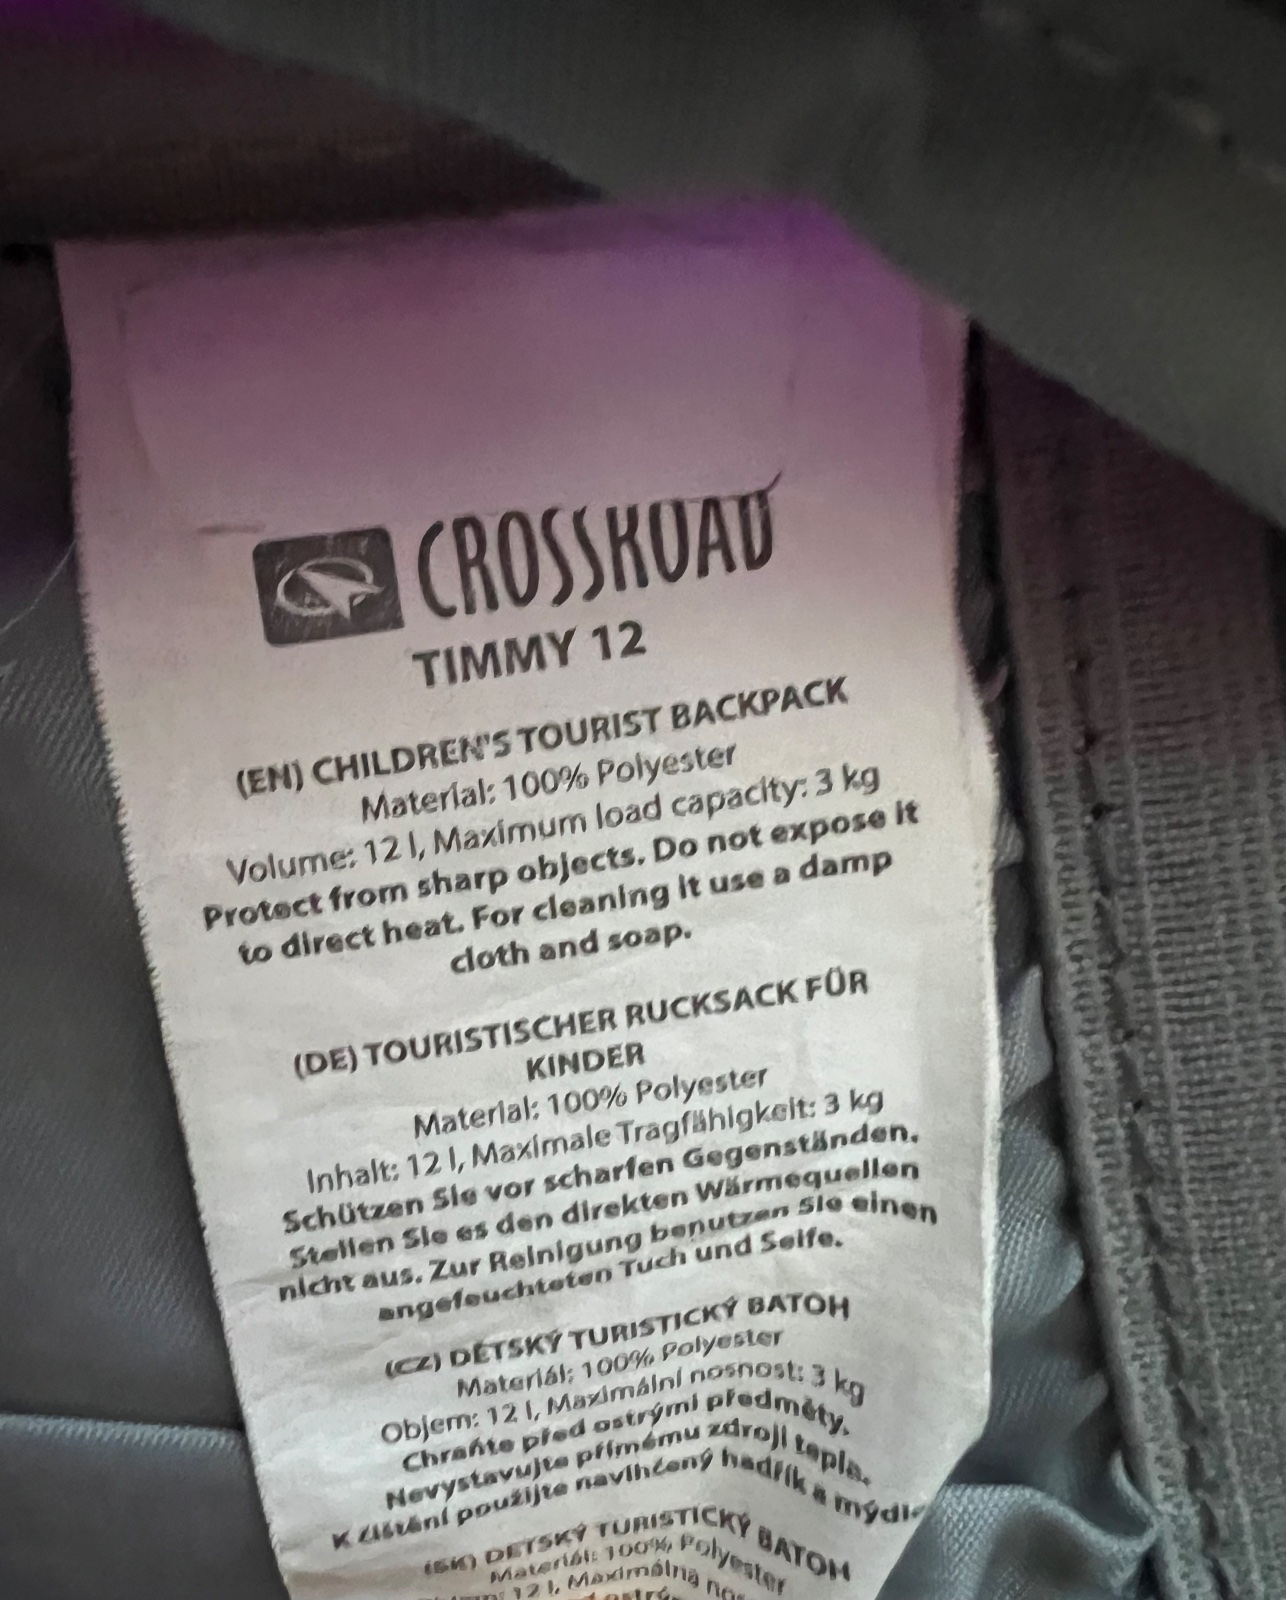 CROSSROAD
TIMMY 12
(EN) CHILDREN'S TOURIST BACKPACK
Material: 100% Polyester
Volume: 12 l, Maximum load capacity: 3 kg
Protect from sharp objects. Do not expose it
to direct heat. For cleaning it use a damp
cloth and soap.
(DE) TOURISTISCHER RUCKSACK FÜR
KINDER
Material: 100% Polyester
Inhalt: 12 l, Maximale Tragfähigkeit: 3 kg
Schützen Sie vor scharfen Gegenständen.
Stellen Sie es den direkten Wärmequellen
nicht aus. Zur Reinigung benutzen Sie einen
angefeuchteten Tuch und Seife.
(CZ) DĚTSKÝ TURISTICKÝ BATOH
Materiál: 100% Polyester
Objem: 12 l, Maximální nosnost: 3 kg
Chraňte před ostrými předměty.
Nevystavujte přímému zdroji tepla.
K čištění použijte navlhčený hadřík a
(SK) DETSKÝ TURISTICKÝ BATOH
Materiál: 100% Polyester
12 l, Maximálna